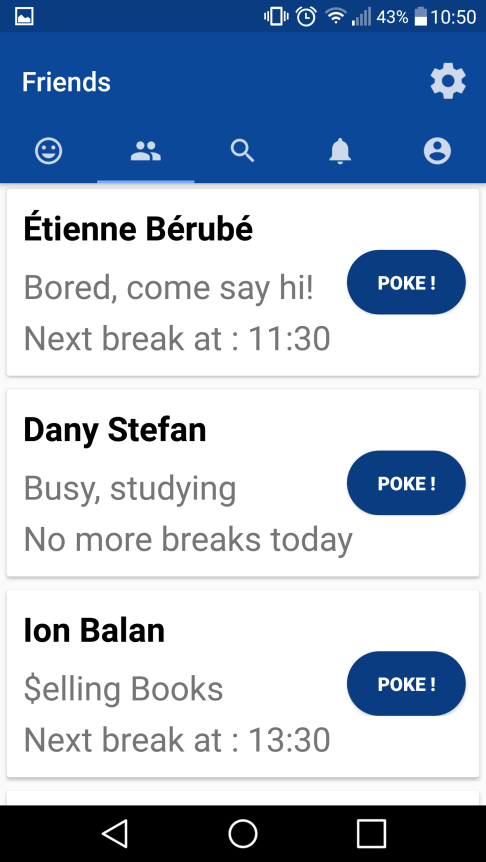 43% 10:50
Friends
Étienne Bérubé
Bored, come say hi!
POKE !
Next break at : 11:30
Dany Stefan
Busy, studying
POKE !
No more breaks today
Ion Balan
$elling Books
POKE !
Next break at : 13:30